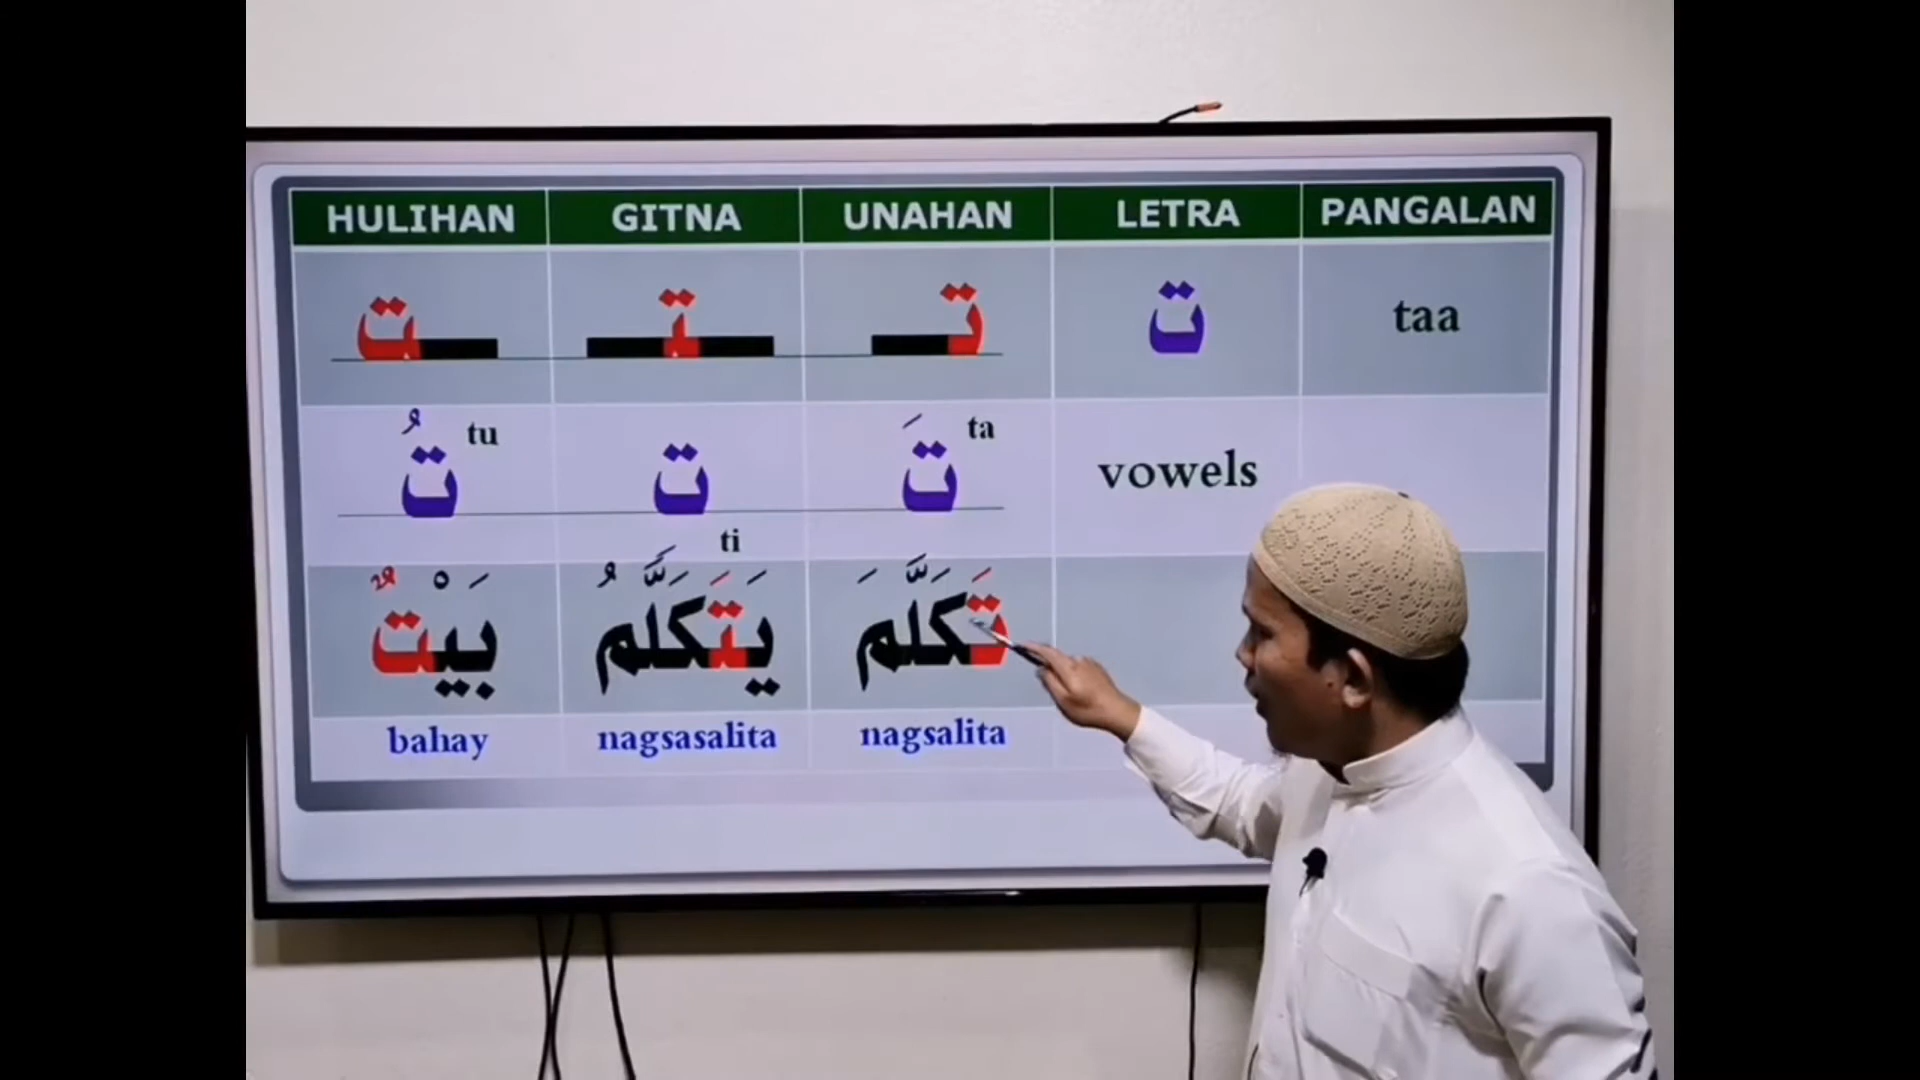 HULIHAN GITNA UNAHAN LETRA PANGALAN
ـت ـتـ تـ ت taa
تُ tu ت ti تَ ta vowels
بَيْتٌ يَتَكَلَّمُ تَكَلَّمَ
bahay nagsasalita nagsalita